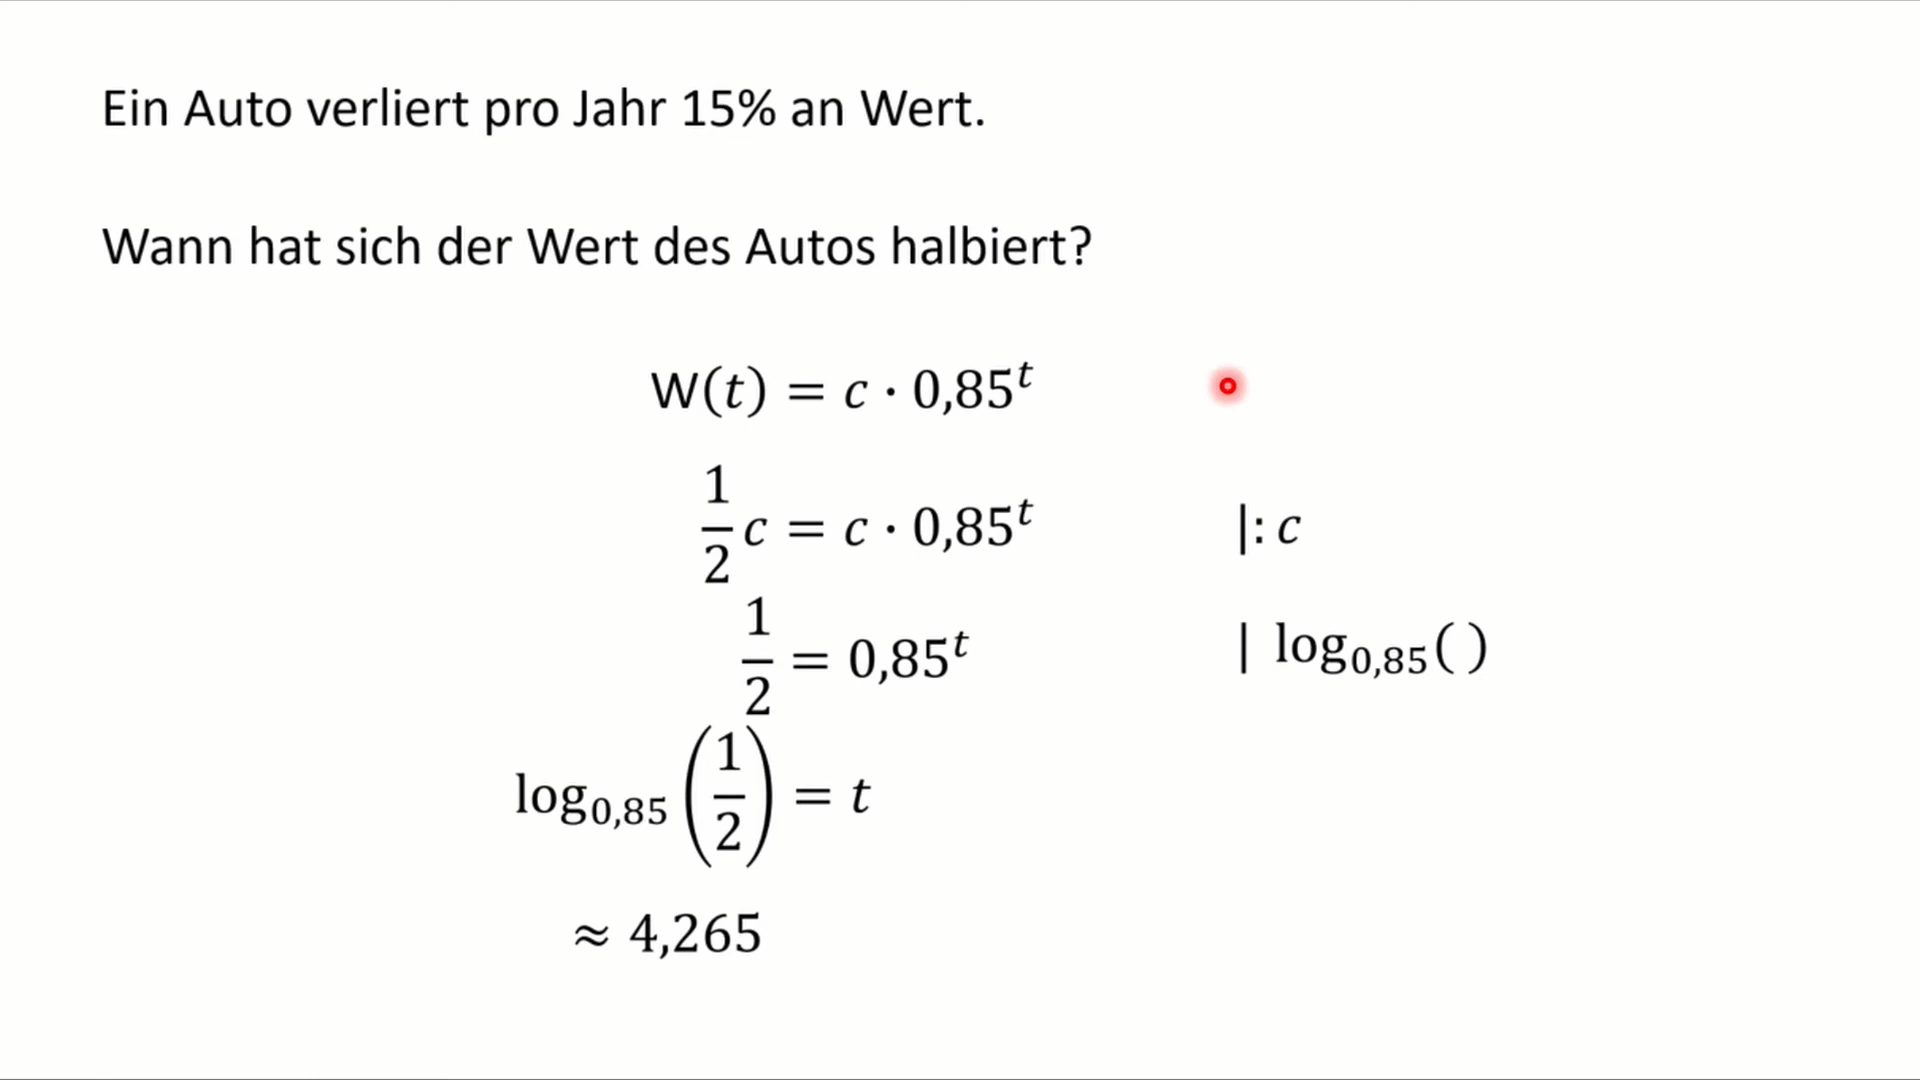 Ein Auto verliert pro Jahr 15% an Wert.
Wann hat sich der Wert des Autos halbiert?
W(t) = c · 0,85^t
1/2 c = c · 0,85^t |: c
1/2 = 0,85^t | log_0,85( )
log_0,85(1/2) = t
≈ 4,265